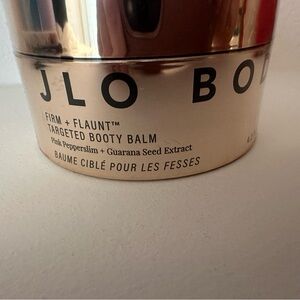 JLO BO
FIRM + FLAUNT™
TARGETED BOOTY BALM
Pink Pepperslim + Guarana Seed Extract
BAUME CIBLÉ POUR LES FESSES